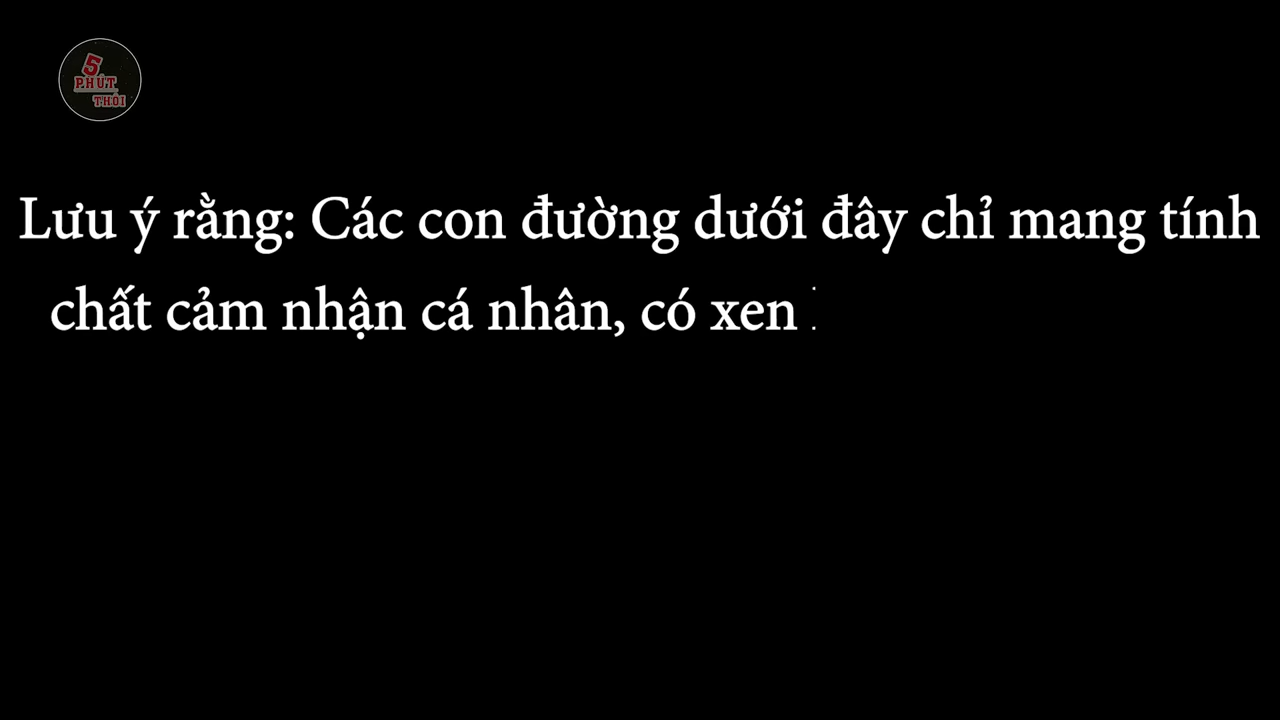 5
PHÚT
THÔI
Lưu ý rằng: Các con đường dưới đây chỉ mang tính
chất cảm nhận cá nhân, có xen